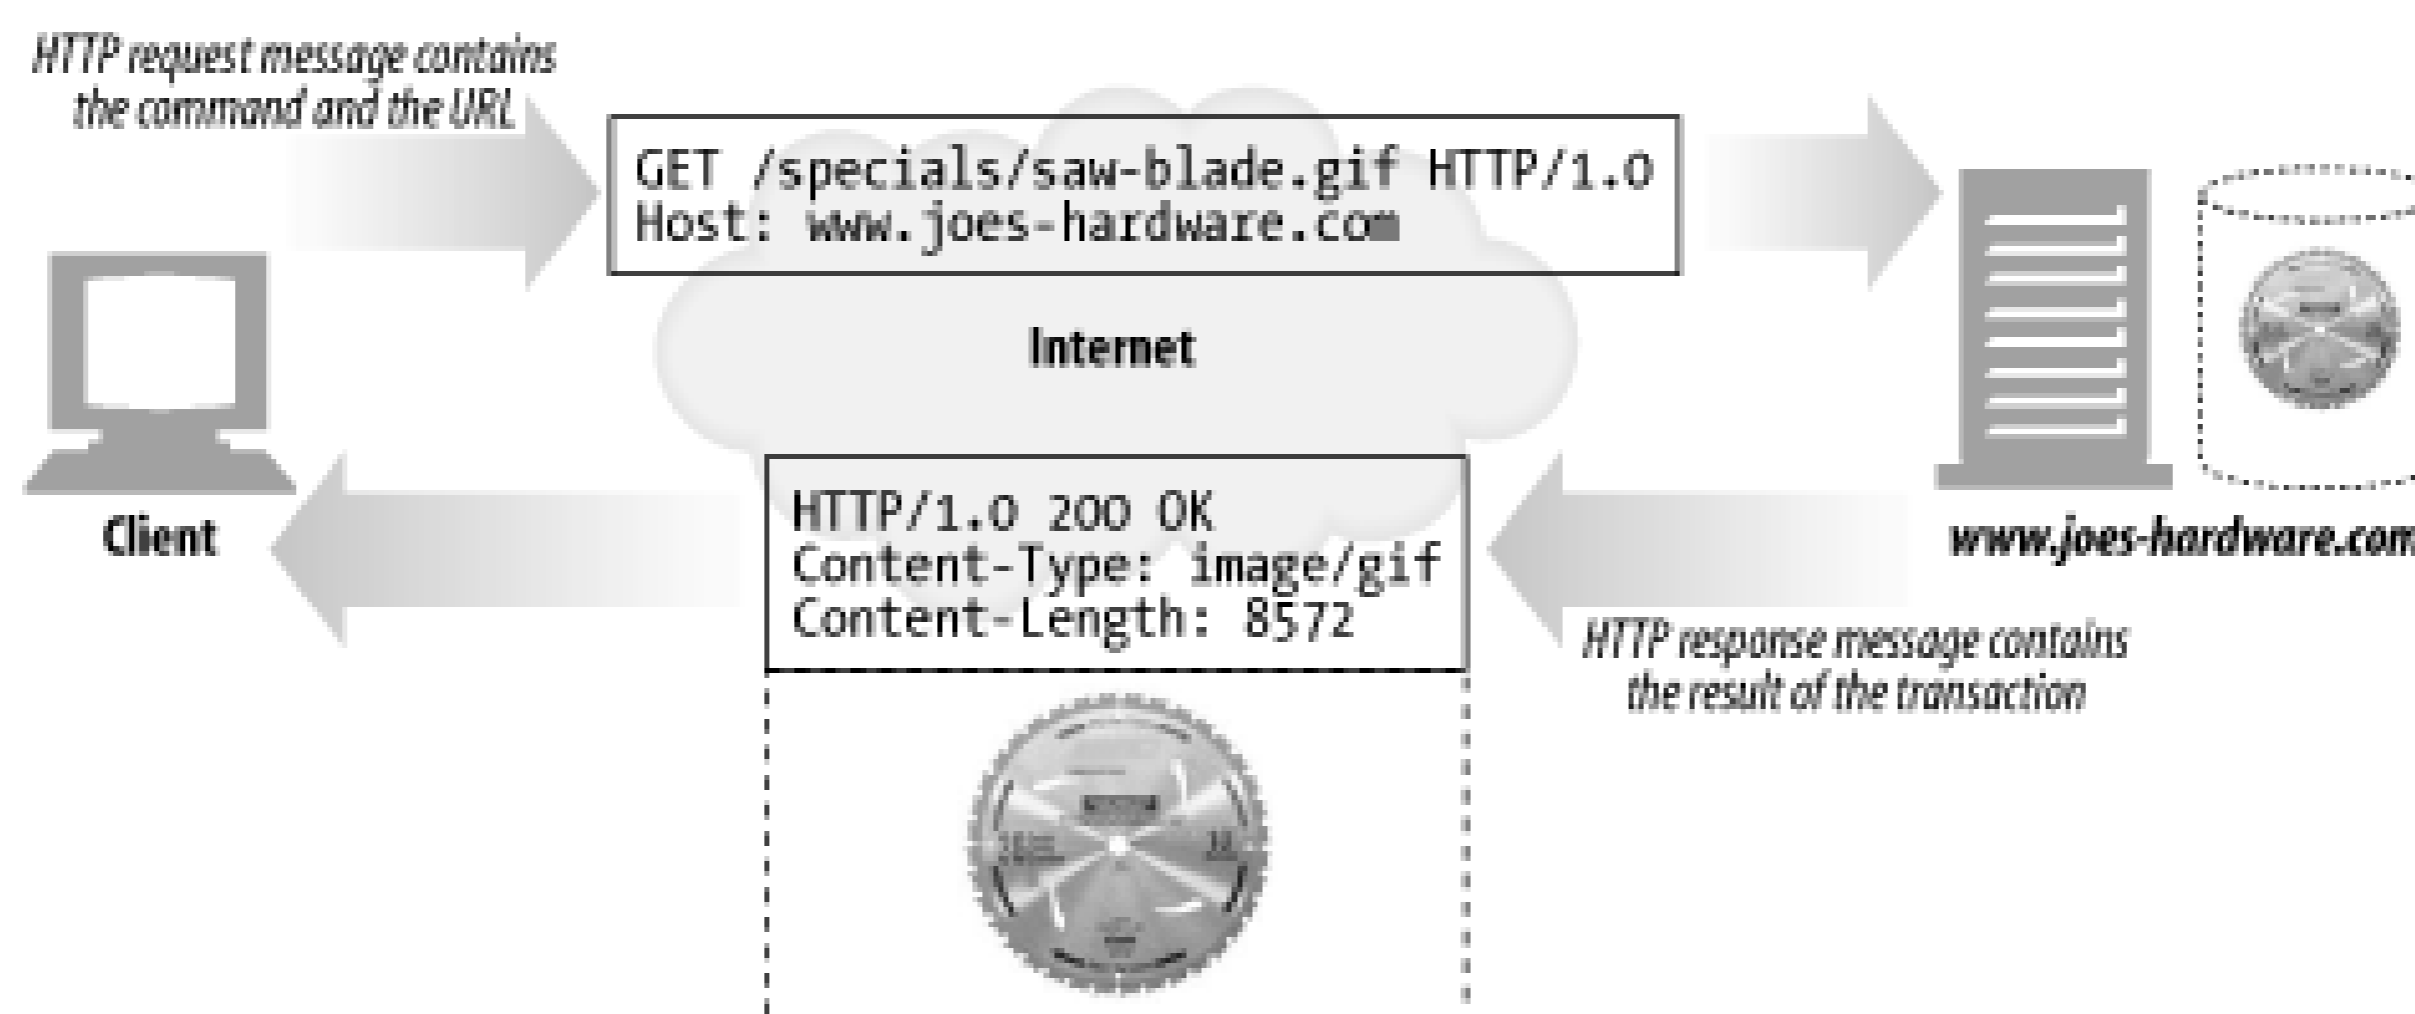 HTTP request message contains
the command and the URL
GET /specials/saw-blade.gif HTTP/1.0
Host: www.joes-hardware.com
Internet
Client
HTTP/1.0 200 OK
Content-Type: image/gif
Content-Length: 8572
www.joes-hardware.com
HTTP response message contains
the result of the transaction